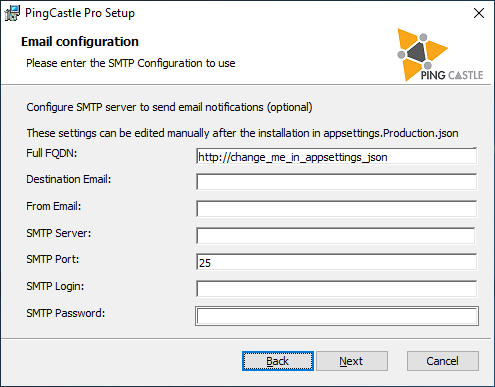 PingCastle Pro Setup
Email configuration
Please enter the SMTP Configuration to use
PING CASTLE
Configure SMTP server to send email notifications (optional)
These settings can be edited manually after the installation in appsettings.Production.json
Full FQDN: http://change_me_in_appsettings_json
Destination Email:
From Email:
SMTP Server:
SMTP Port: 25
SMTP Login:
SMTP Password:
Back Next Cancel